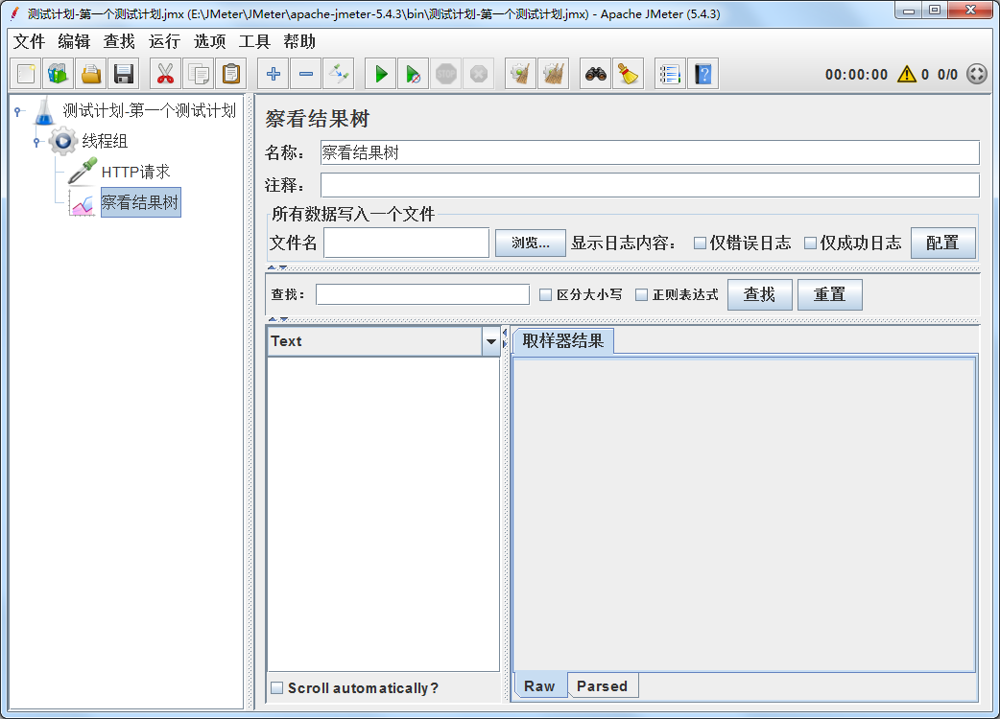 测试计划-第一个测试计划.jmx (E:\JMeter\JMeter\apache-jmeter-5.4.3\bin\测试计划-第一个测试计划.jmx) - Apache JMeter (5.4.3)
文件 编辑 查找 运行 选项 工具 帮助
STOP 00:00:00 0 0/0
测试计划-第一个测试计划
线程组
HTTP请求
察看结果树
察看结果树
名称： 察看结果树
注释：
所有数据写入一个文件
文件名 浏览... 显示日志内容： 仅错误日志 仅成功日志 配置
查找： 区分大小写 正则表达式 查找 重置
Text
取样器结果
Scroll automatically?
Raw Parsed